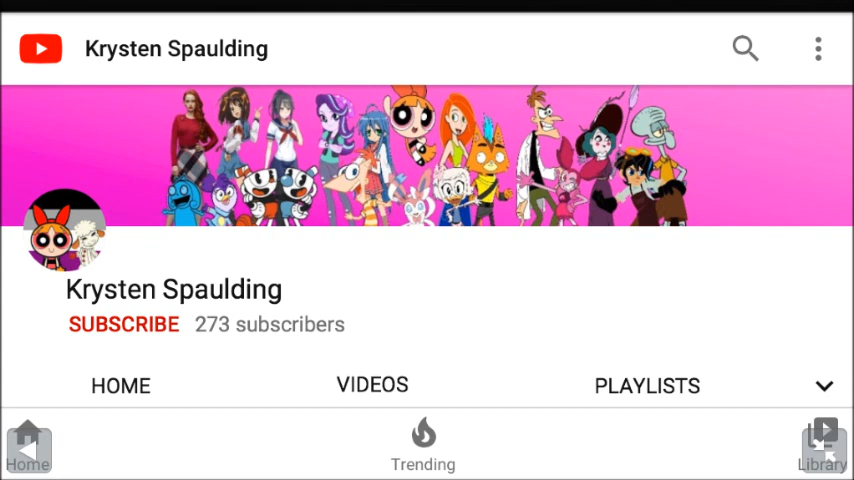 Krysten Spaulding
Krysten Spaulding
SUBSCRIBE 273 subscribers
HOME VIDEOS PLAYLISTS
Home Trending Library